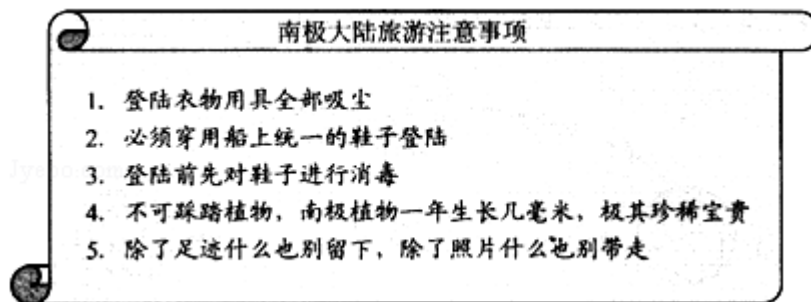 南极大陆旅游注意事项
1. 登陆衣物用具全部吸尘
2. 必须穿用船上统一的鞋子登陆
3. 登陆前先对鞋子进行消毒
4. 不可踩踏植物，南极植物一年生长几毫米，极其珍稀宝贵
5. 除了足迹什么也别留下，除了照片什么也别带走